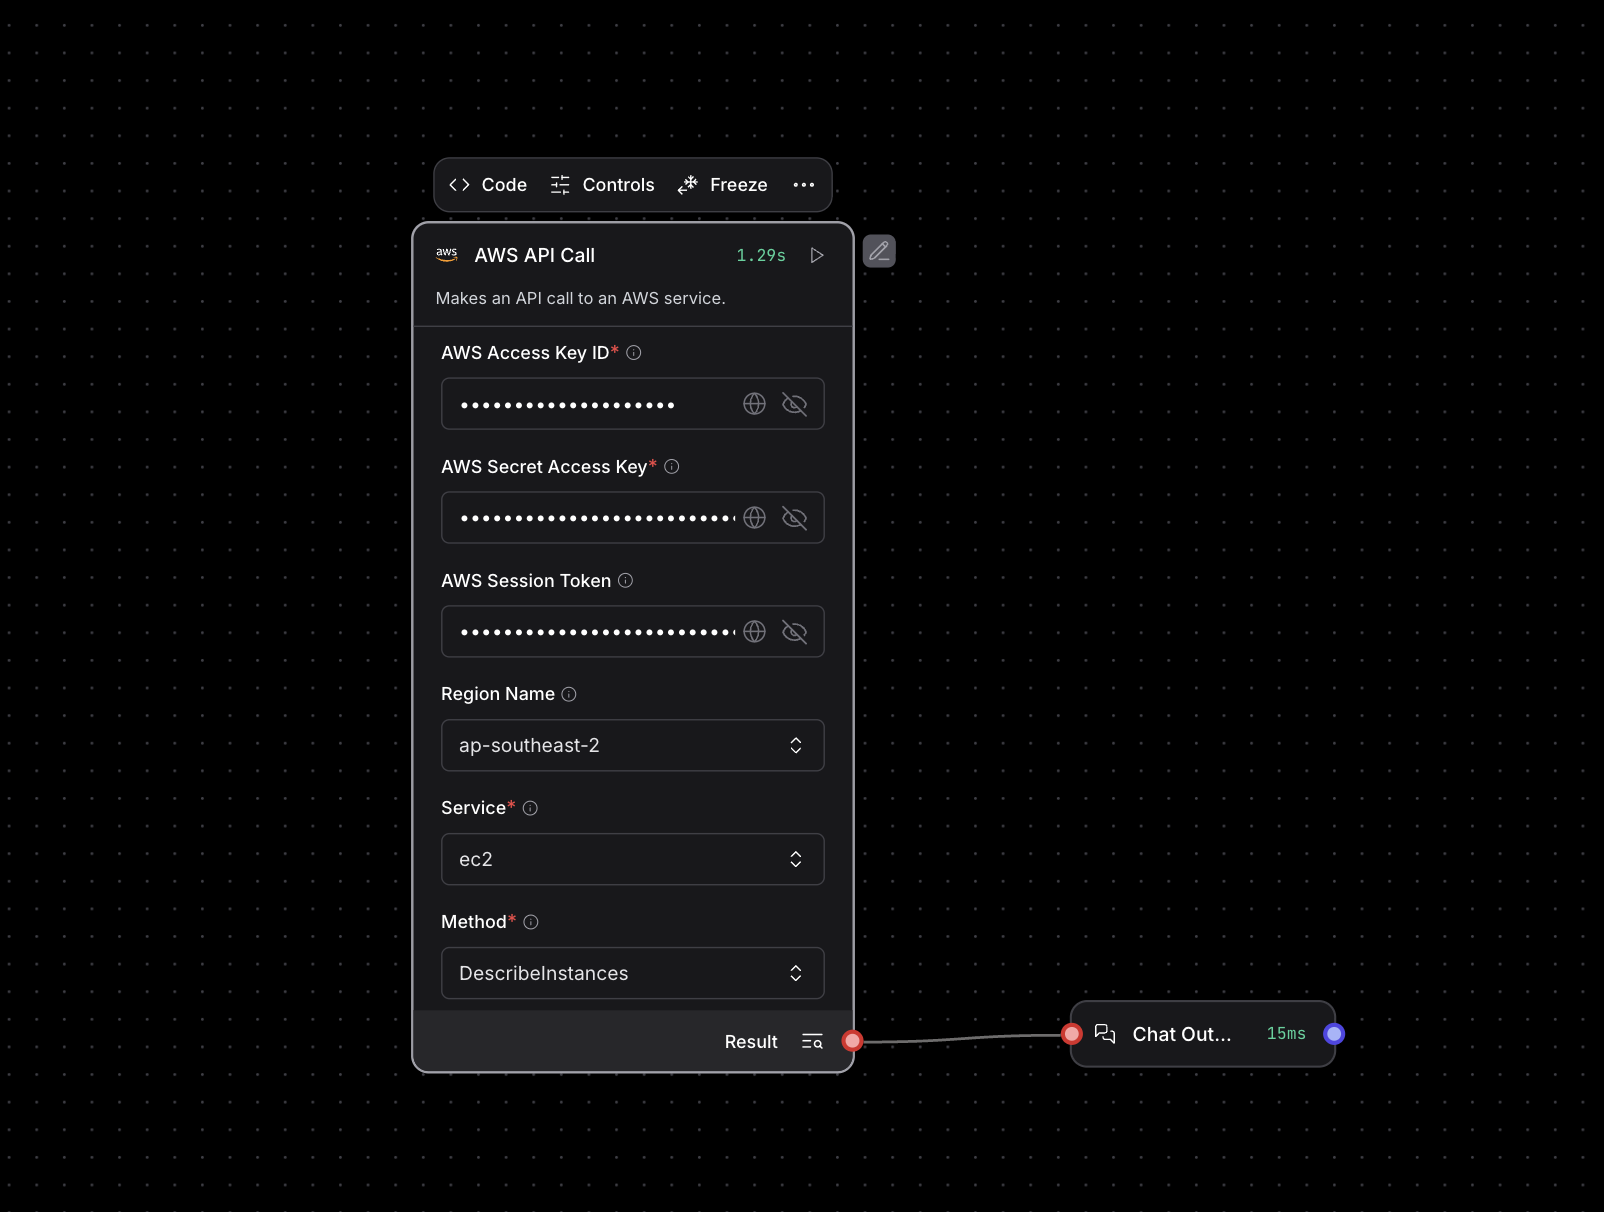 Code Controls Freeze
aws AWS API Call 1.29s
Makes an API call to an AWS service.
AWS Access Key ID*
••••••••••••••••••••
AWS Secret Access Key*
•••••••••••••••••••••••••
AWS Session Token
•••••••••••••••••••••••••
Region Name
ap-southeast-2
Service*
ec2
Method*
DescribeInstances
Result
Chat Out... 15ms